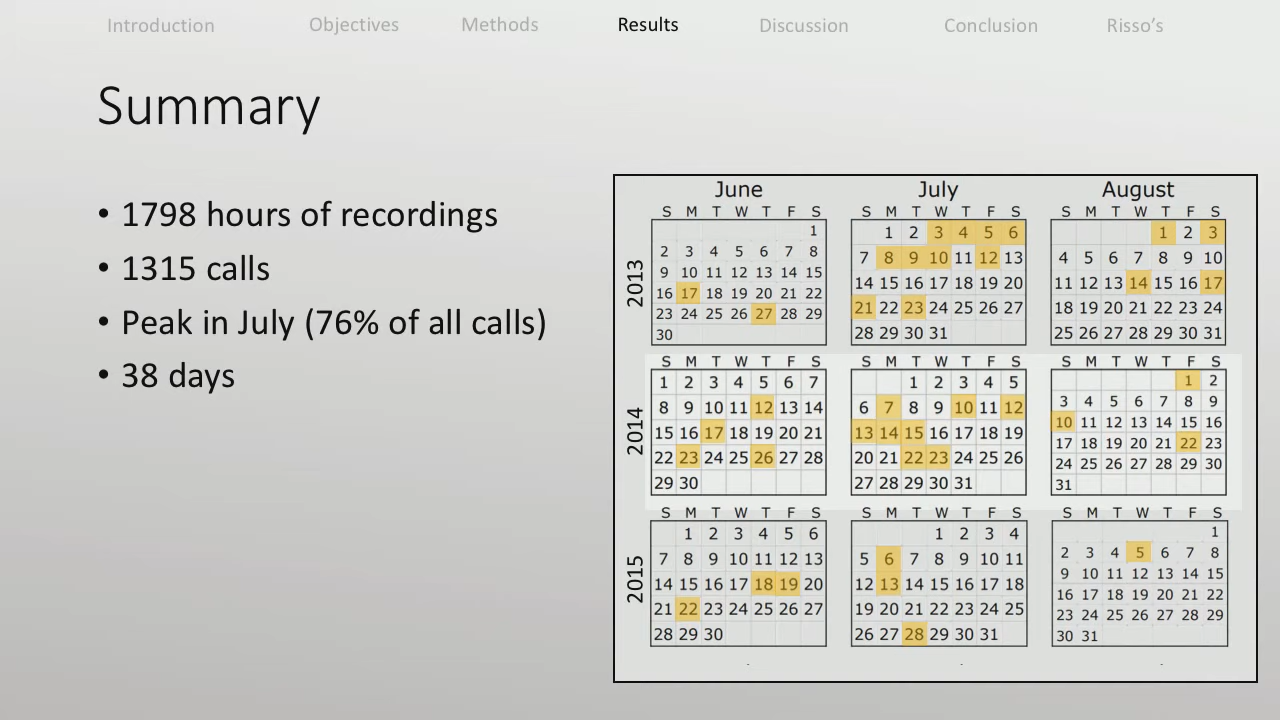 Introduction Objectives Methods Results Discussion Conclusion Risso's
Summary
• 1798 hours of recordings
• 1315 calls
• Peak in July (76% of all calls)
• 38 days
June July August
2013
S M T W T F S
1
2 3 4 5 6 7 8
9 10 11 12 13 14 15
16 17 18 19 20 21 22
23 24 25 26 27 28 29
30
S M T W T F S
1 2 3 4 5 6
7 8 9 10 11 12 13
14 15 16 17 18 19 20
21 22 23 24 25 26 27
28 29 30 31
S M T W T F S
1 2 3
4 5 6 7 8 9 10
11 12 13 14 15 16 17
18 19 20 21 22 23 24
25 26 27 28 29 30 31
2014
S M T W T F S
1 2 3 4 5 6 7
8 9 10 11 12 13 14
15 16 17 18 19 20 21
22 23 24 25 26 27 28
29 30
S M T W T F S
1 2 3 4 5
6 7 8 9 10 11 12
13 14 15 16 17 18 19
20 21 22 23 24 25 26
27 28 29 30 31
S M T W T F S
1 2
3 4 5 6 7 8 9
10 11 12 13 14 15 16
17 18 19 20 21 22 23
24 25 26 27 28 29 30
31
2015
S M T W T F S
1 2 3 4 5 6
7 8 9 10 11 12 13
14 15 16 17 18 19 20
21 22 23 24 25 26 27
28 29 30
S M T W T F S
1 2 3 4
5 6 7 8 9 10 11
12 13 14 15 16 17 18
19 20 21 22 23 24 25
26 27 28 29 30 31
S M T W T F S
1
2 3 4 5 6 7 8
9 10 11 12 13 14 15
16 17 18 19 20 21 22
23 24 25 26 27 28 29
30 31